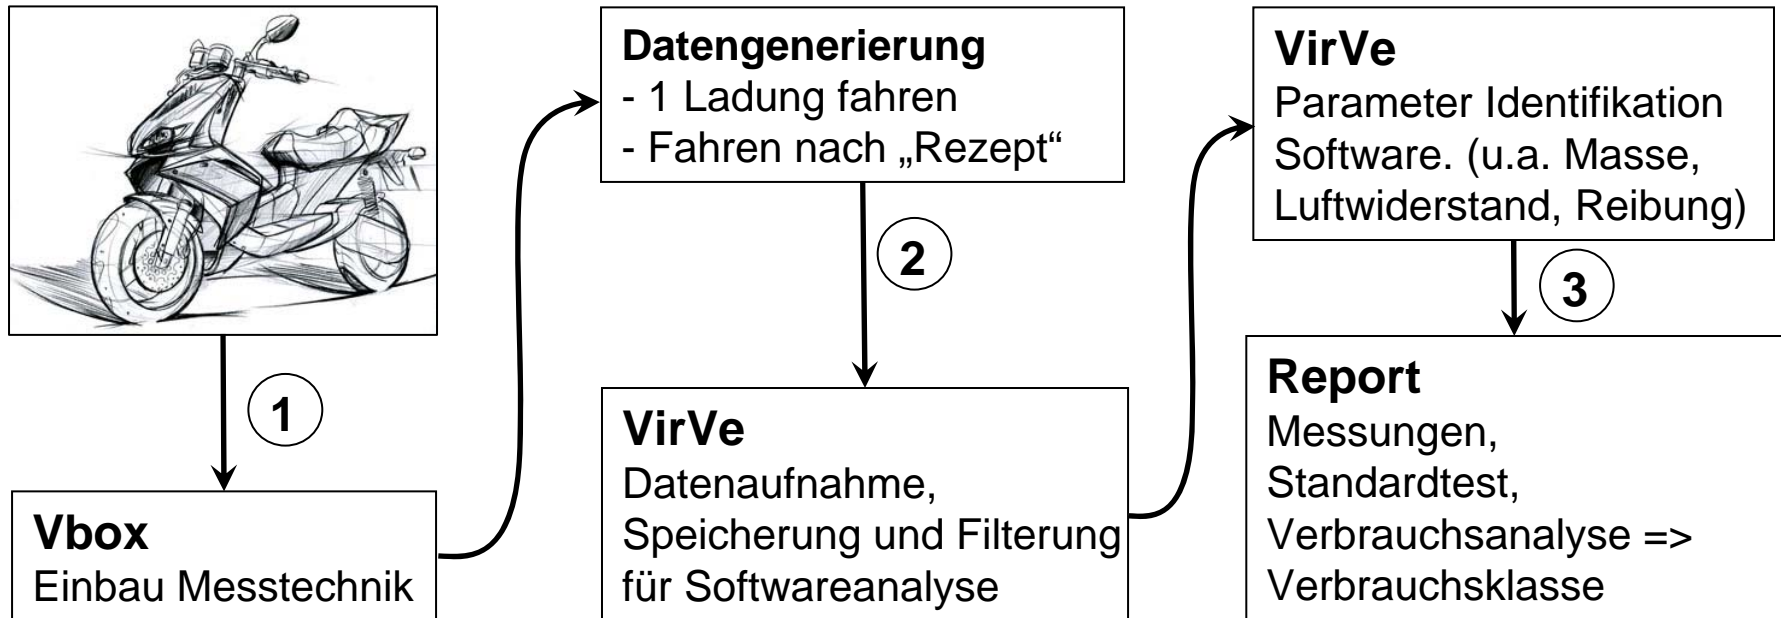 1
Vbox
Einbau Messtechnik
Datengenerierung
- 1 Ladung fahren
- Fahren nach „Rezept“
2
VirVe
Datenaufnahme,
Speicherung und Filterung
für Softwareanalyse
VirVe
Parameter Identifikation
Software. (u.a. Masse,
Luftwiderstand, Reibung)
3
Report
Messungen,
Standardtest,
Verbrauchsanalyse =>
Verbrauchsklasse